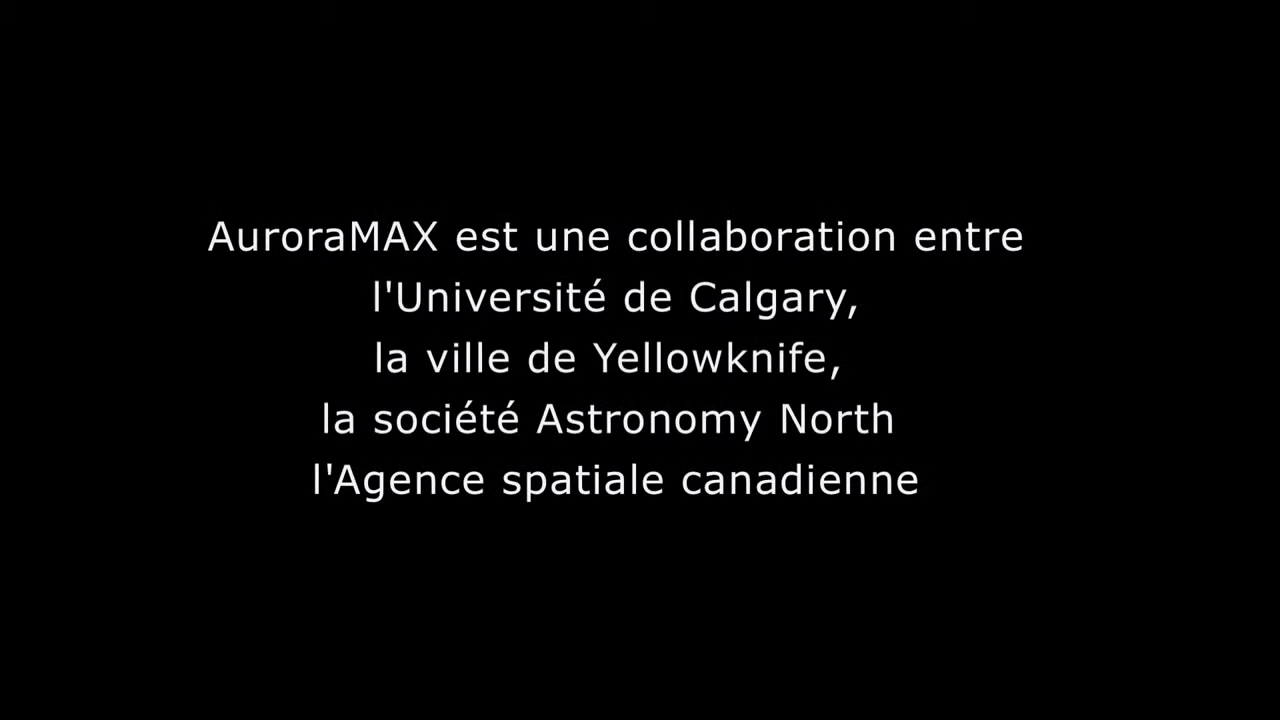 AuroraMAX est une collaboration entre
l'Université de Calgary,
la ville de Yellowknife,
la société Astronomy North
l'Agence spatiale canadienne